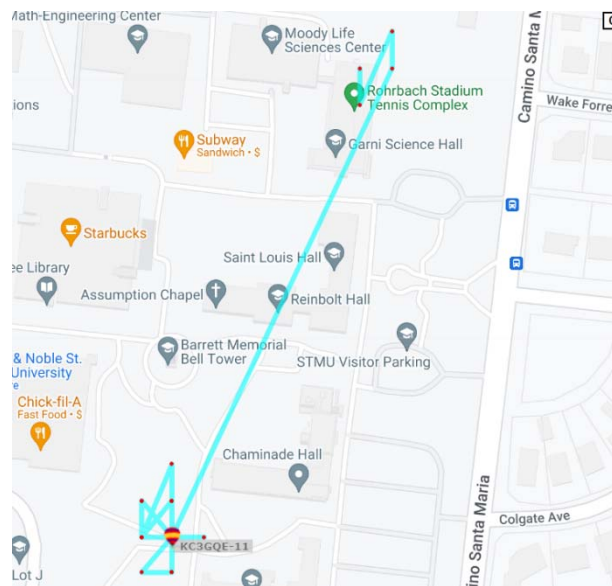 Math-Engineering Center
Moody Life
Sciences Center
Rohrbach Stadium
Tennis Complex
Camino Santa M
Wake Forre
Subway
Sandwich • $
Garni Science Hall
Starbucks
Saint Louis Hall
ee Library
Assumption Chapel
Reinbolt Hall
Barrett Memorial
Bell Tower
STMU Visitor Parking
& Noble St.
University
re
Chick-fil-A
Fast Food • $
Chaminade Hall
Camino Santa Maria
Colgate Ave
KC3GQE-11
Lot J